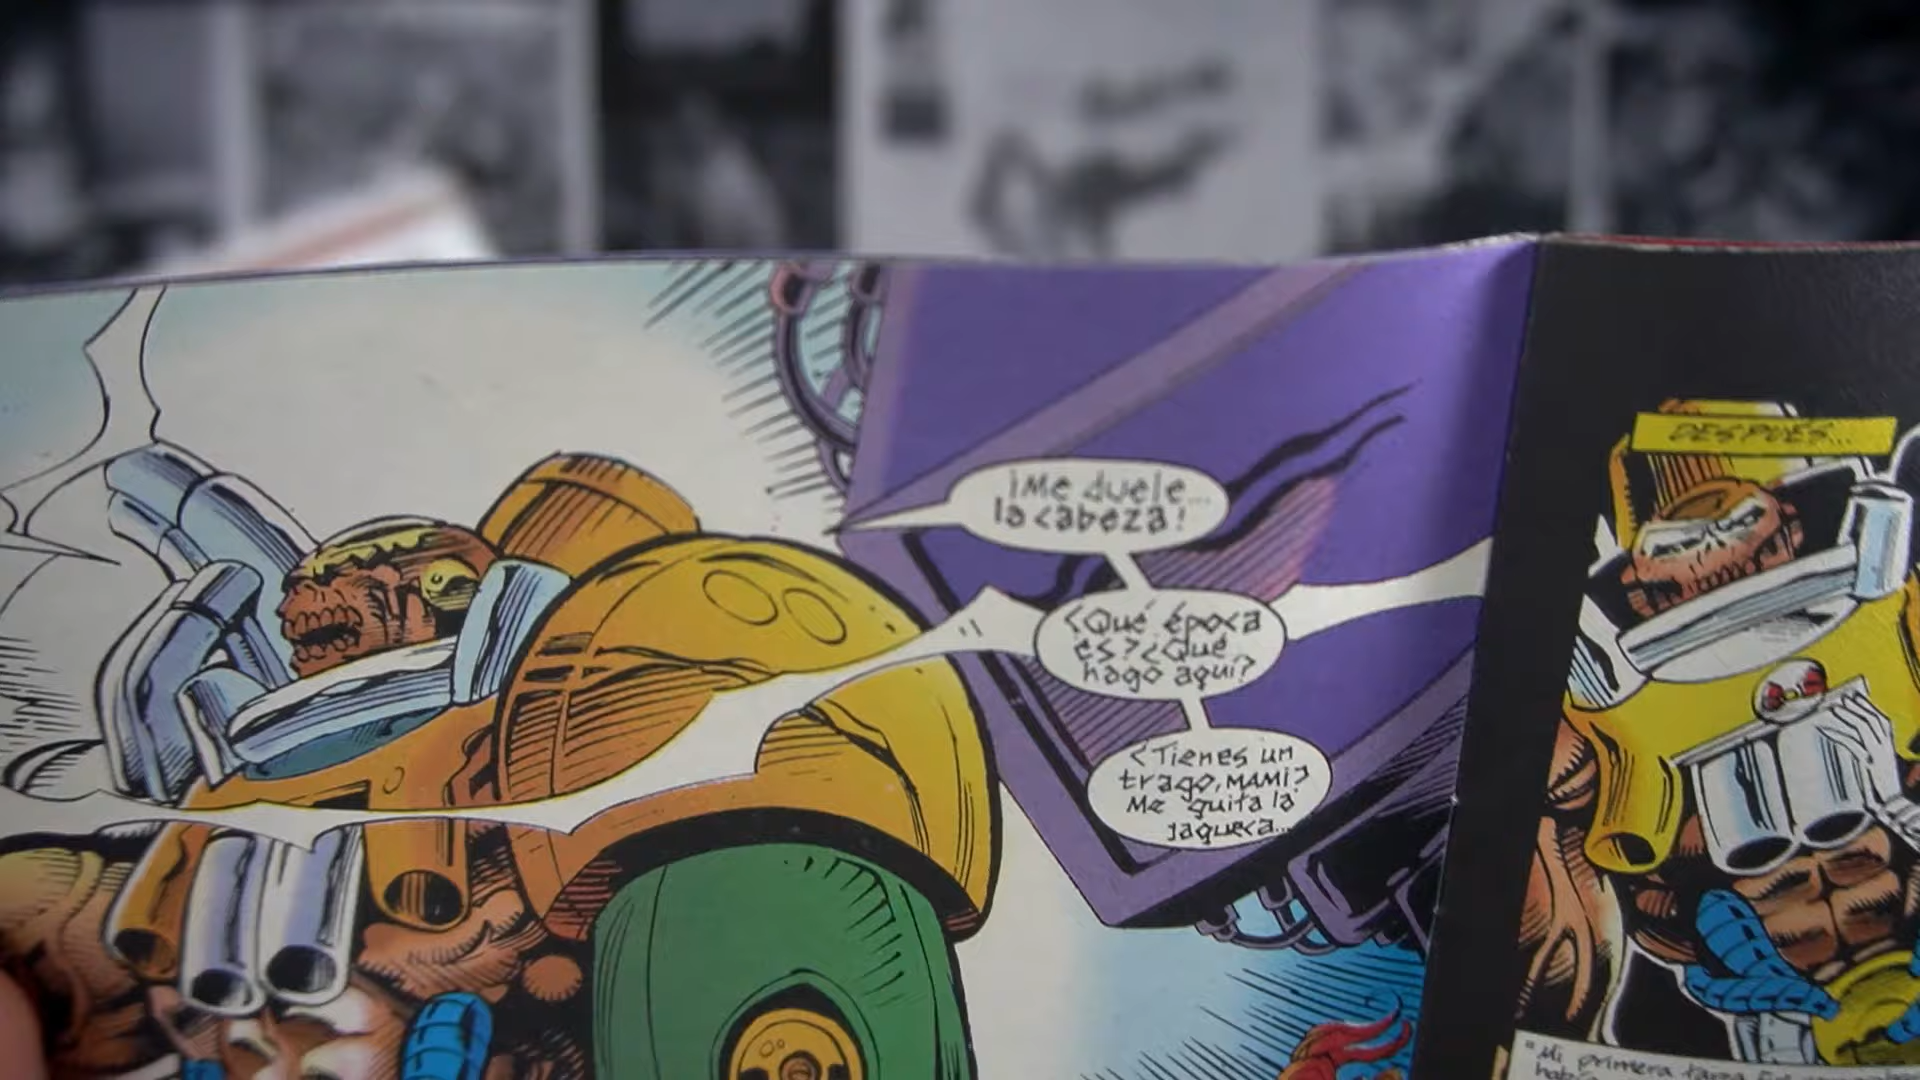 ¡Me duele...
la cabeza!
¿Qué época
es? ¿Qué
hago aquí?
¿Tienes un
trago, MAMI?
Me quita la
jaqueca...
DESPUÉS...
"Mi primera tarea
había